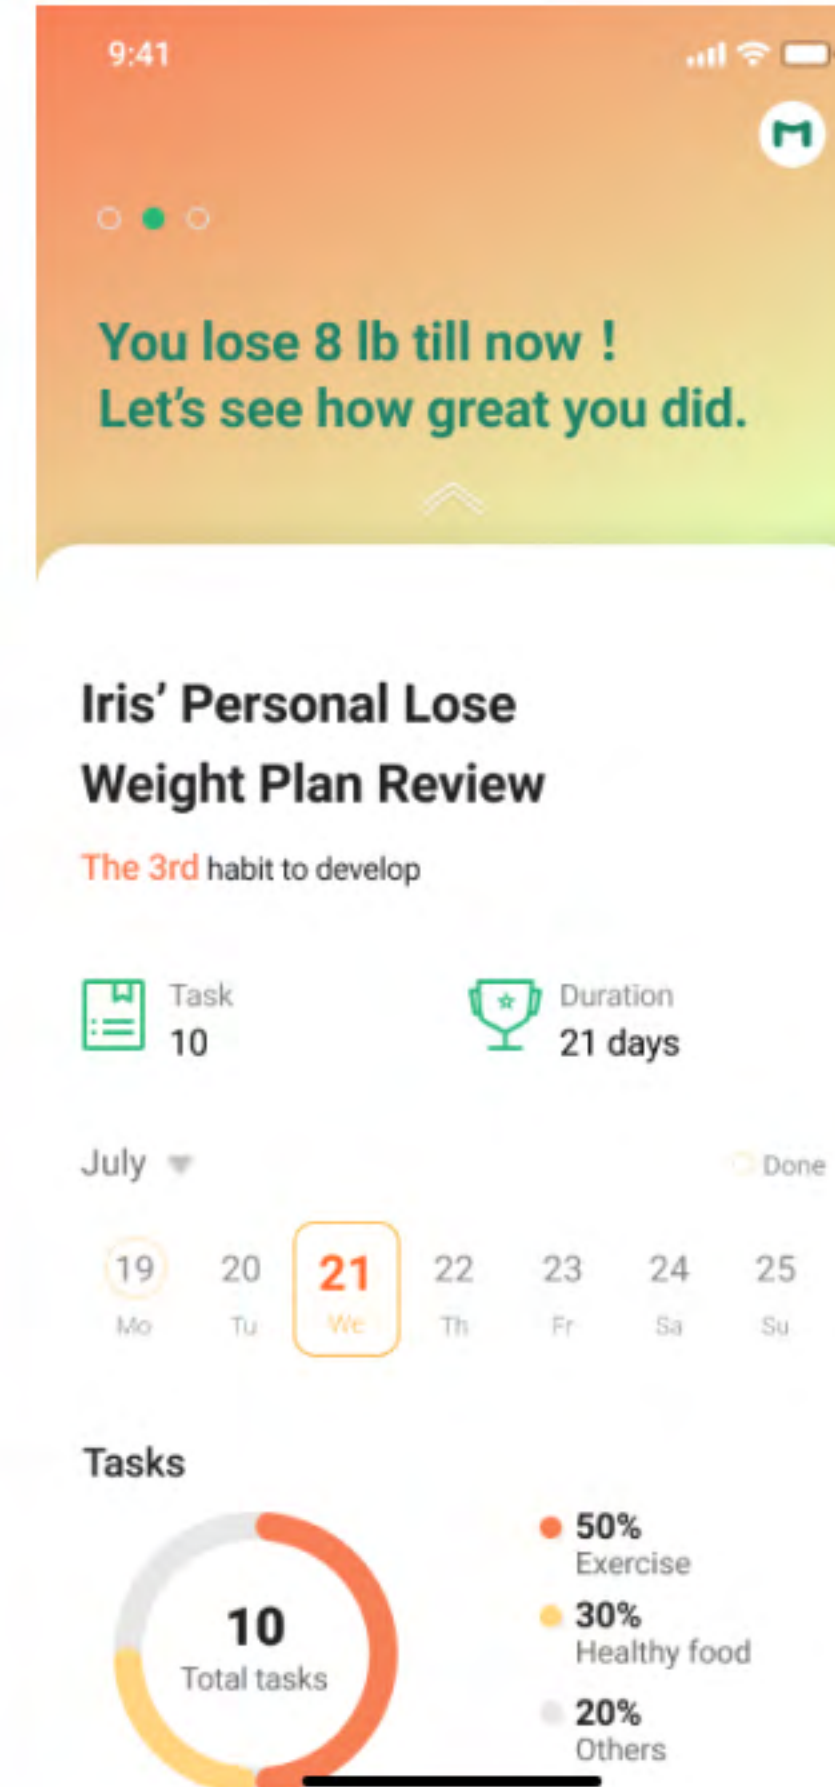 9:41
You lose 8 lb till now !
Let’s see how great you did.
Iris’ Personal Lose
Weight Plan Review
The 3rd habit to develop
Task
10
Duration
21 days
July
Done
19 20 21 22 23 24 25
Mo Tu We Th Fr Sa Su
Tasks
10
Total tasks
50%
Exercise
30%
Healthy food
20%
Others